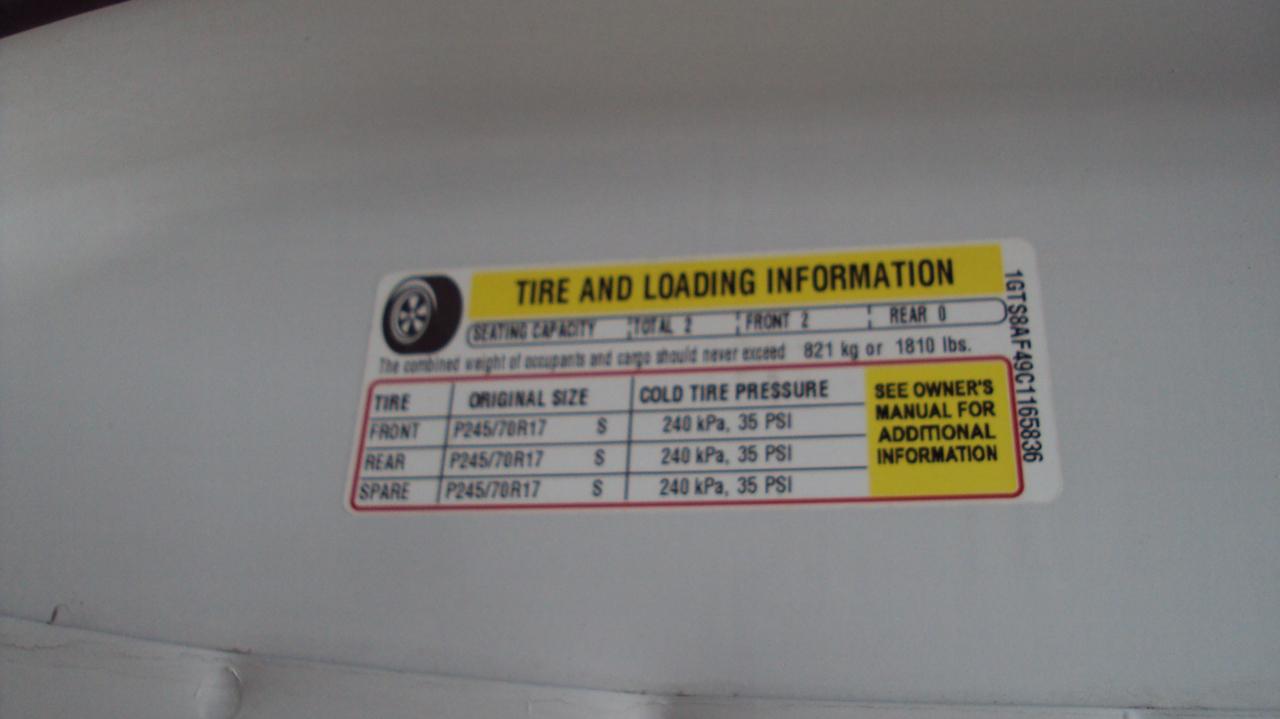 TIRE AND LOADING INFORMATION
SEATING CAPACITY TOTAL 2 FRONT 2 REAR 0
The combined weight of occupants and cargo should never exceed 821 kg or 1810 lbs.
TIRE ORIGINAL SIZE COLD TIRE PRESSURE
FRONT P245/70R17 S 240 kPa, 35 PSI
REAR P245/70R17 S 240 kPa, 35 PSI
SPARE P245/70R17 S 240 kPa, 35 PSI
SEE OWNER'S
MANUAL FOR
ADDITIONAL
INFORMATION
1GTS8AF49C1165836